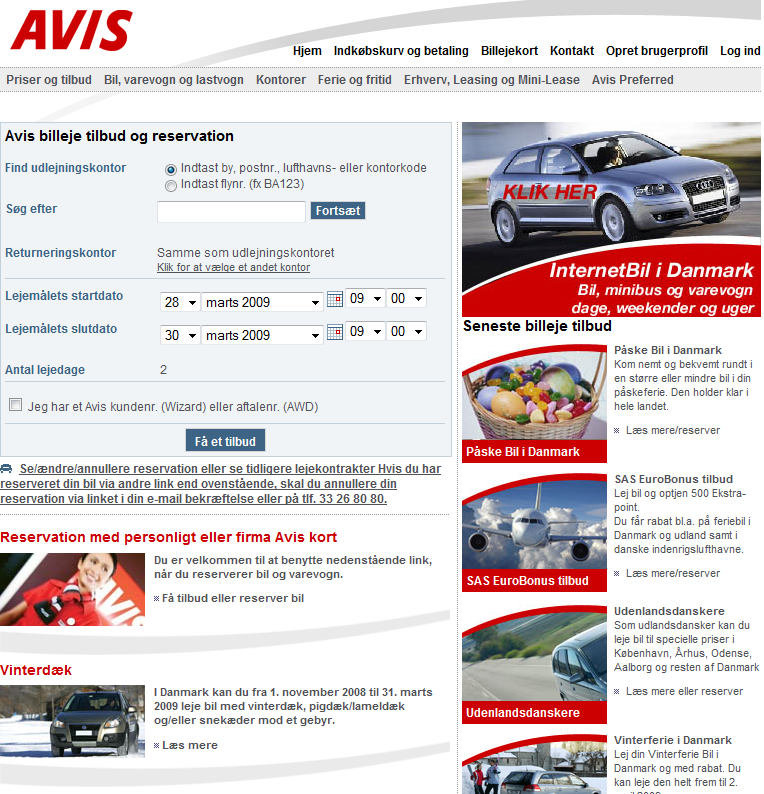 AVIS
Hjem Indkøbskurv og betaling Billejekort Kontakt Opret brugerprofil Log ind
Priser og tilbud Bil, varevogn og lastvogn Kontorer Ferie og fritid Erhverv, Leasing og Mini-Lease Avis Preferred
Avis billeje tilbud og reservation
Find udlejningskontor
Indtast by, postnr., lufthavns- eller kontorkode
Indtast flynr. (fx BA123)
Søg efter
Fortsæt
Returneringskontor
Samme som udlejningskontoret
Klik for at vælge et andet kontor
Lejemålets startdato 28 marts 2009 09 00
Lejemålets slutdato 30 marts 2009 09 00
Antal lejedage 2
Jeg har et Avis kundenr. (Wizard) eller aftalenr. (AWD)
Få et tilbud
Se/ændre/annullere reservation eller se tidligere lejekontrakter Hvis du har
reserveret din bil via andre link end ovenstående, skal du annullere din
reservation via linket i din e-mail bekræftelse eller på tlf. 33 26 80 80.
Reservation med personligt eller firma Avis kort
AVIS
Du er velkommen til at benytte nedenstående link,
når du reserverer bil og varevogn.
Få tilbud eller reserver bil
Vinterdæk
I Danmark kan du fra 1. november 2008 til 31. marts
2009 leje bil med vinterdæk, pigdæk/lameldæk
og/eller snekæder mod et gebyr.
Læs mere
KLIK HER
InternetBil i Danmark
Bil, minibus og varevogn
dage, weekender og uger
Seneste billeje tilbud
Påske Bil i Danmark
Påske Bil i Danmark
Kom nemt og bekvemt rundt i
en større eller mindre bil i din
påskeferie. Den holder klar i
hele landet.
Læs mere/reserver
SAS EuroBonus tilbud
SAS EuroBonus tilbud
Lej bil og optjen 500 Ekstra-
point.
Du får rabat bl.a. på feriebil i
Danmark og udland samt i
danske indenrigslufthavne.
Læs mere/reserver
Udenlandsdanskere
Udenlandsdanskere
Som udlandsdansker kan du
leje bil til specielle priser i
København, Århus, Odense,
Aalborg og resten af Danmark
Læs mere eller reserver
Vinterferie i Danmark
Lej din Vinterferie Bil i
Danmark og med rabat. Du
kan leje den helt frem til 2.